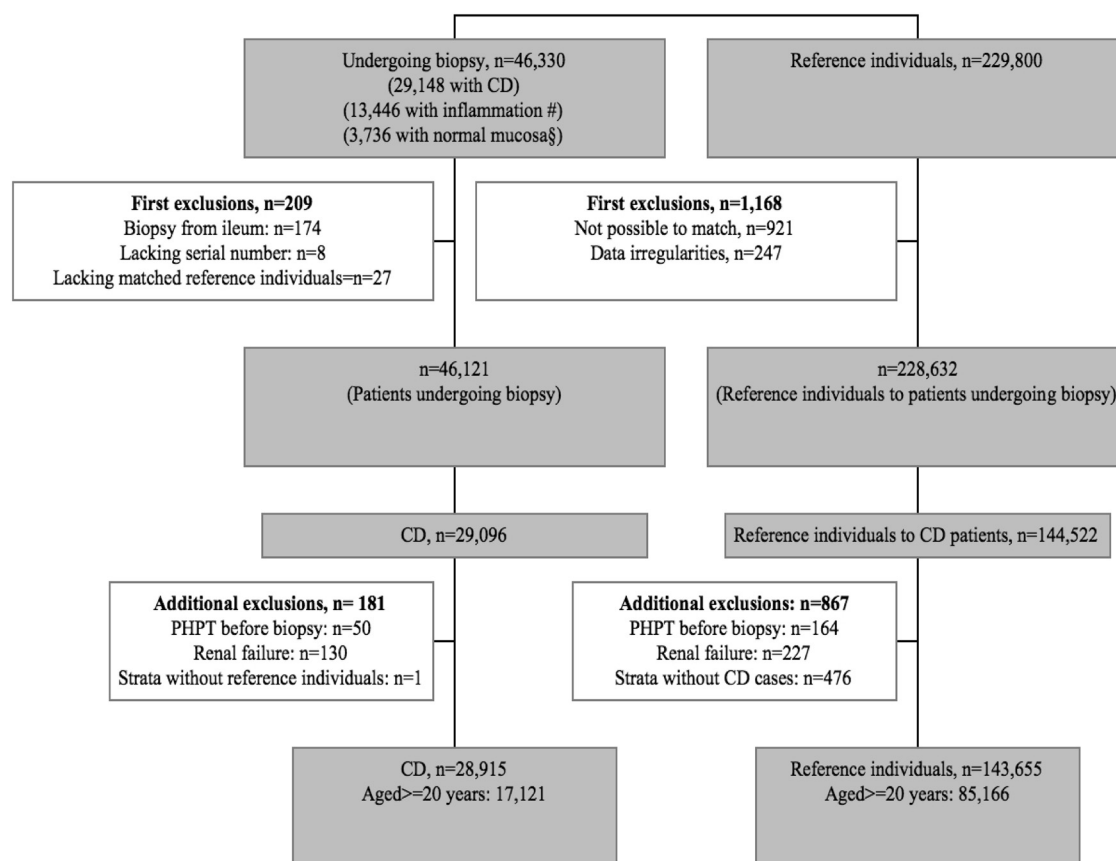 Undergoing biopsy, n=46,330
(29,148 with CD)
(13,446 with inflammation #)
(3,736 with normal mucosa§)
Reference individuals, n=229,800
First exclusions, n=209
Biopsy from ileum: n=174
Lacking serial number: n=8
Lacking matched reference individuals=n=27
First exclusions, n=1,168
Not possible to match, n=921
Data irregularities, n=247
n=46,121
(Patients undergoing biopsy)
n=228,632
(Reference individuals to patients undergoing biopsy)
CD, n=29,096
Reference individuals to CD patients, n=144,522
Additional exclusions, n= 181
PHPT before biopsy: n=50
Renal failure: n=130
Strata without reference individuals: n=1
Additional exclusions: n=867
PHPT before biopsy: n=164
Renal failure: n=227
Strata without CD cases: n=476
CD, n=28,915
Aged>=20 years: 17,121
Reference individuals, n=143,655
Aged>=20 years: 85,166